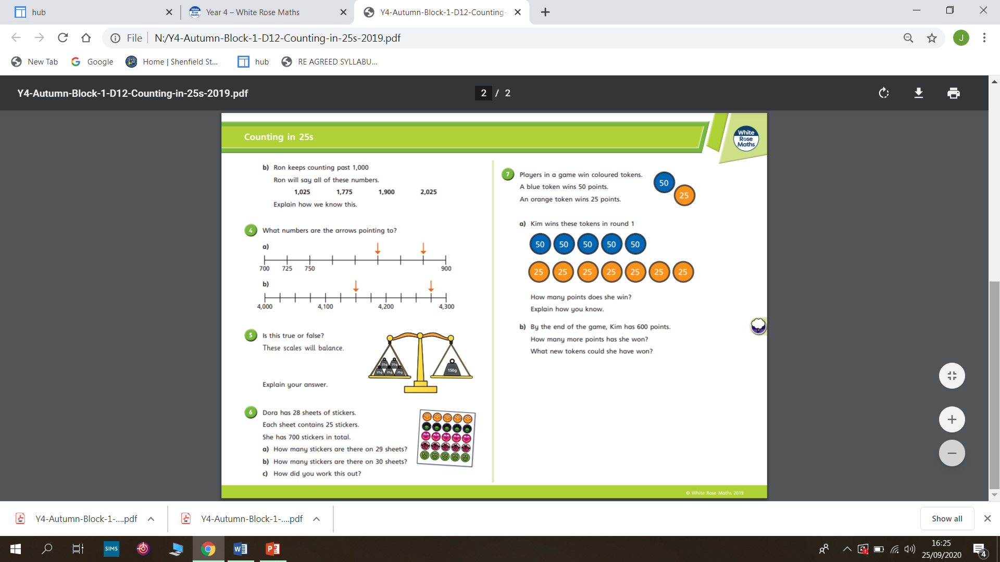 hub
Year 4 – White Rose Maths
Y4-Autumn-Block-1-D12-Counting-
File
N:/Y4-Autumn-Block-1-D12-Counting-in-25s-2019.pdf
J
New Tab
Google
Home | Shenfield St...
hub
RE AGREED SYLLABU...
Y4-Autumn-Block-1-D12-Counting-in-25s-2019.pdf
2 / 2
Counting in 25s
White
Rose
Maths
b) Ron keeps counting past 1,000
Ron will say all of these numbers.
1,025 1,775 1,900 2,025
Explain how we know this.
4 What numbers are the arrows pointing to?
a)
700 725 750 900
b)
4,000 4,100 4,200 4,300
5 Is this true or false?
These scales will balance.
25g 25g
25g 25g 25g
150g
Explain your answer.
6 Dora has 28 sheets of stickers.
Each sheet contains 25 stickers.
She has 700 stickers in total.
a) How many stickers are there on 29 sheets?
b) How many stickers are there on 30 sheets?
c) How did you work this out?
7 Players in a game win coloured tokens.
A blue token wins 50 points.
An orange token wins 25 points.
50
25
a) Kim wins these tokens in round 1
50 50 50 50 50
25 25 25 25 25 25 25
How many points does she win?
Explain how you know.
b) By the end of the game, Kim has 600 points.
How many more points has she won?
What new tokens could she have won?
© White Rose Maths 2019
Y4-Autumn-Block-1-....pdf
Y4-Autumn-Block-1-....pdf
Show all
SIMS
16:25
25/09/2020
4